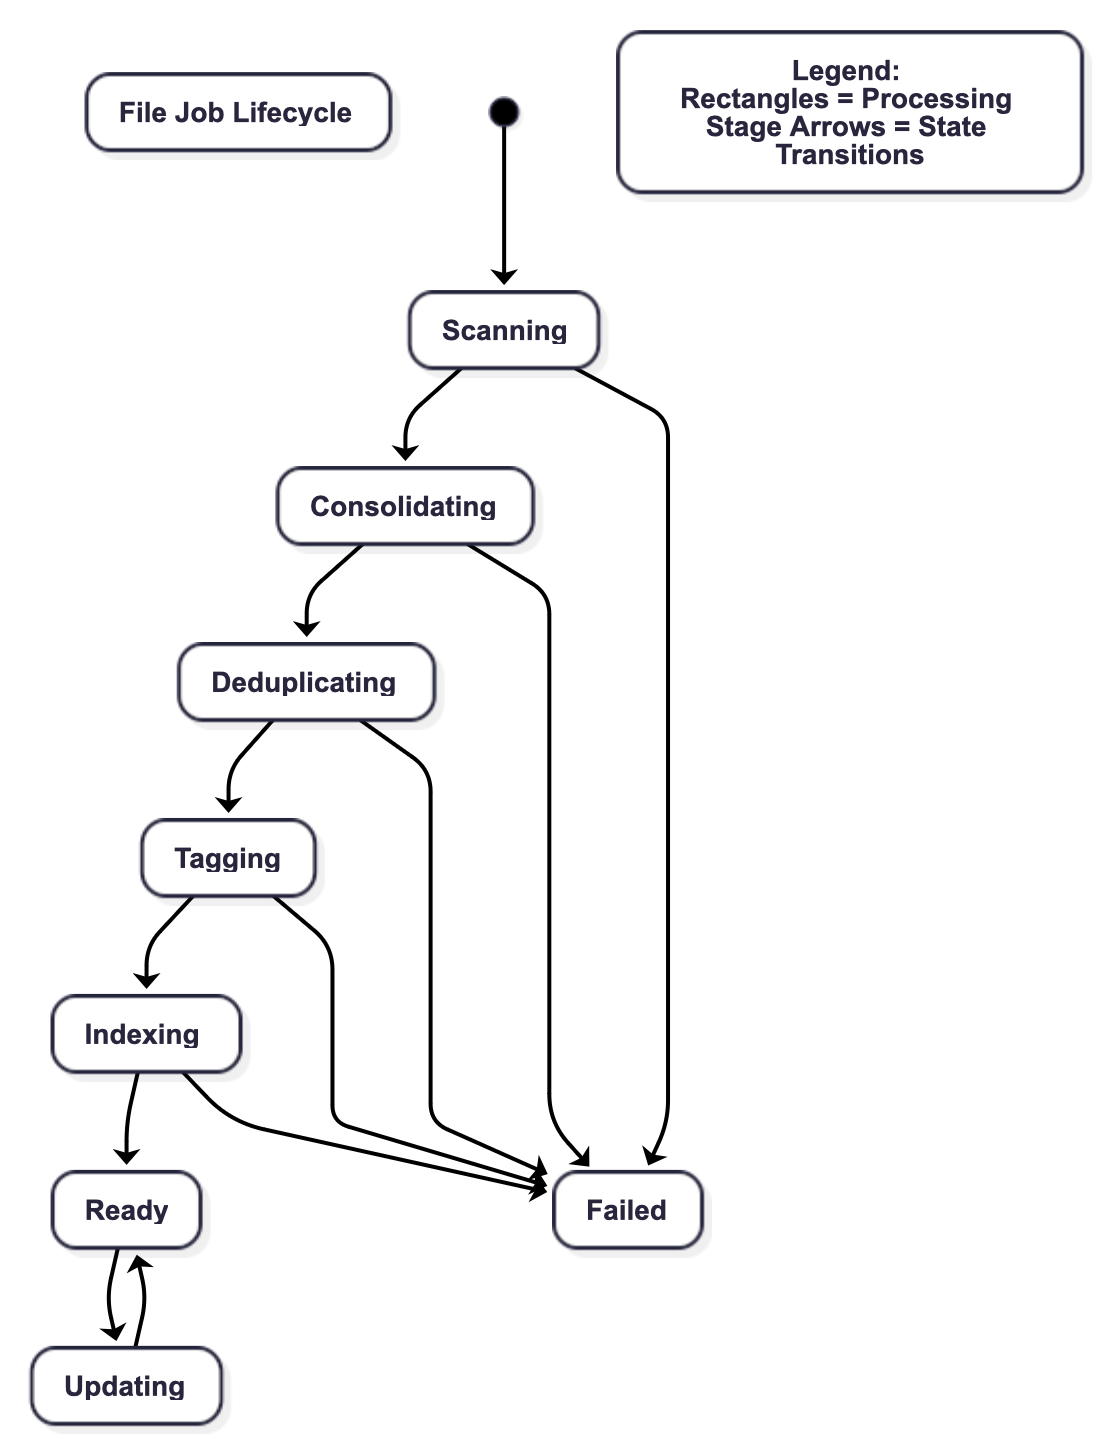 File Job Lifecycle
Legend:
Rectangles = Processing
Stage Arrows = State
Transitions
Scanning
Consolidating
Deduplicating
Tagging
Indexing
Ready
Failed
Updating